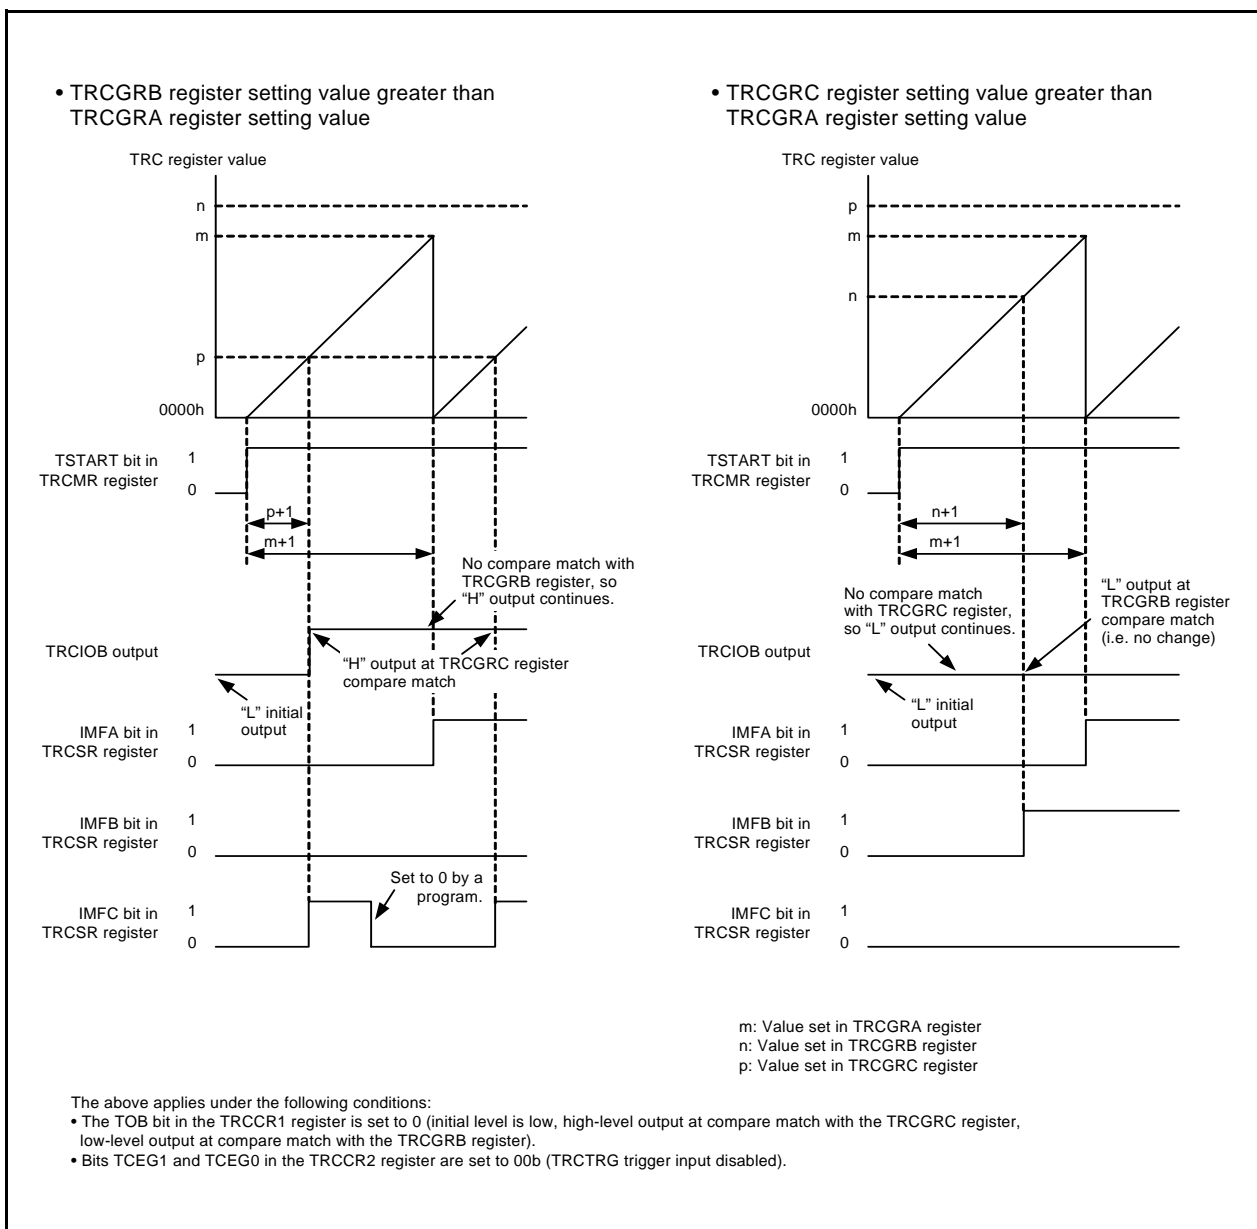 • TRCGRB register setting value greater than
TRCGRA register setting value
TRC register value
n
m
p
0000h
TSTART bit in
TRCMR register
1
0
p+1
m+1
No compare match with
TRCGRB register, so
“H” output continues.
TRCIOB output
“H” output at TRCGRC register
compare match
“L” initial
output
IMFA bit in
TRCSR register
1
0
IMFB bit in
TRCSR register
1
0
Set to 0 by a
program.
IMFC bit in
TRCSR register
1
0
• TRCGRC register setting value greater than
TRCGRA register setting value
TRC register value
p
m
n
0000h
TSTART bit in
TRCMR register
1
0
n+1
m+1
No compare match
with TRCGRC register,
so “L” output continues.
“L” output at
TRCGRB register
compare match
(i.e. no change)
TRCIOB output
“L” initial
output
IMFA bit in
TRCSR register
1
0
IMFB bit in
TRCSR register
1
0
IMFC bit in
TRCSR register
1
0
m: Value set in TRCGRA register
n: Value set in TRCGRB register
p: Value set in TRCGRC register
The above applies under the following conditions:
• The TOB bit in the TRCCR1 register is set to 0 (initial level is low, high-level output at compare match with the TRCGRC register,
low-level output at compare match with the TRCGRB register).
• Bits TCEG1 and TCEG0 in the TRCCR2 register are set to 00b (TRCTRG trigger input disabled).